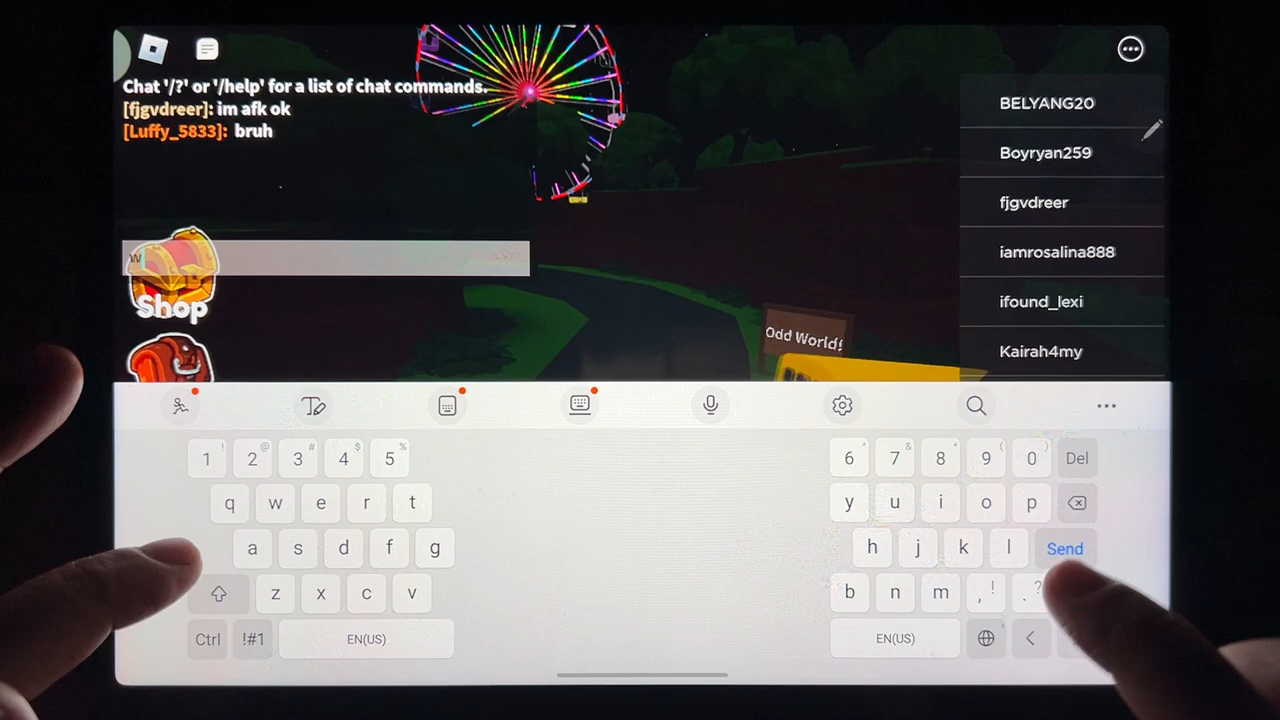 Chat '/?' or '/help' for a list of chat commands.
[fjgvdreer]: im afk ok
[Luffy_5833]: bruh
w
Shop
Odd World!
BELYANG20
Boyryan259
fjgvdreer
iamrosalina888
ifound_lexi
Kairah4my
1 ! 2 @ 3 # 4 $ 5 % 6 ^ 7 & 8 * 9 ( 0 ) Del
q w e r t y u i o p
a s d f g h j k l Send
z x c v b n m , ! . ?
Ctrl !#1 EN(US) EN(US) <